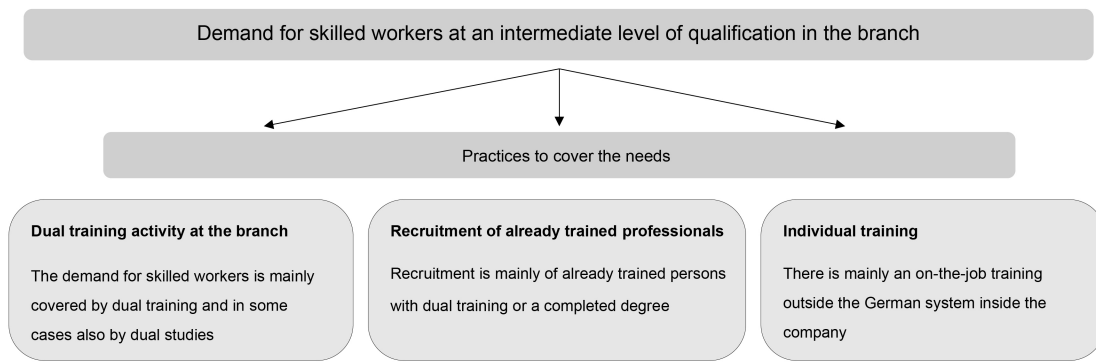 Demand for skilled workers at an intermediate level of qualification in the branch
Practices to cover the needs
Dual training activity at the branch
The demand for skilled workers is mainly
covered by dual training and in some
cases also by dual studies
Recruitment of already trained professionals
Recruitment is mainly of already trained persons
with dual training or a completed degree
Individual training
There is mainly an on-the-job training
outside the German system inside the
company